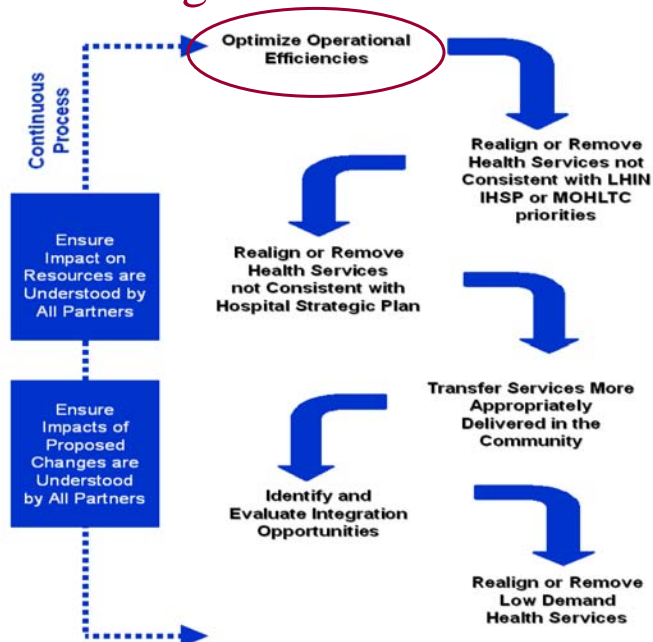 Optimize Operational
Efficiencies
Continuous
Process
Realign or Remove
Health Services not
Consistent with LHIN
IHSP or MOHLTC
priorities
Ensure
Impact on
Resources are
Understood by
All Partners
Realign or Remove
Health Services
not Consistent with
Hospital Strategic Plan
Transfer Services More
Appropriately
Delivered in the
Community
Ensure
Impacts of
Proposed
Changes are
Understood
by All Partners
Identify and
Evaluate Integration
Opportunities
Realign or Remove
Low Demand
Health Services